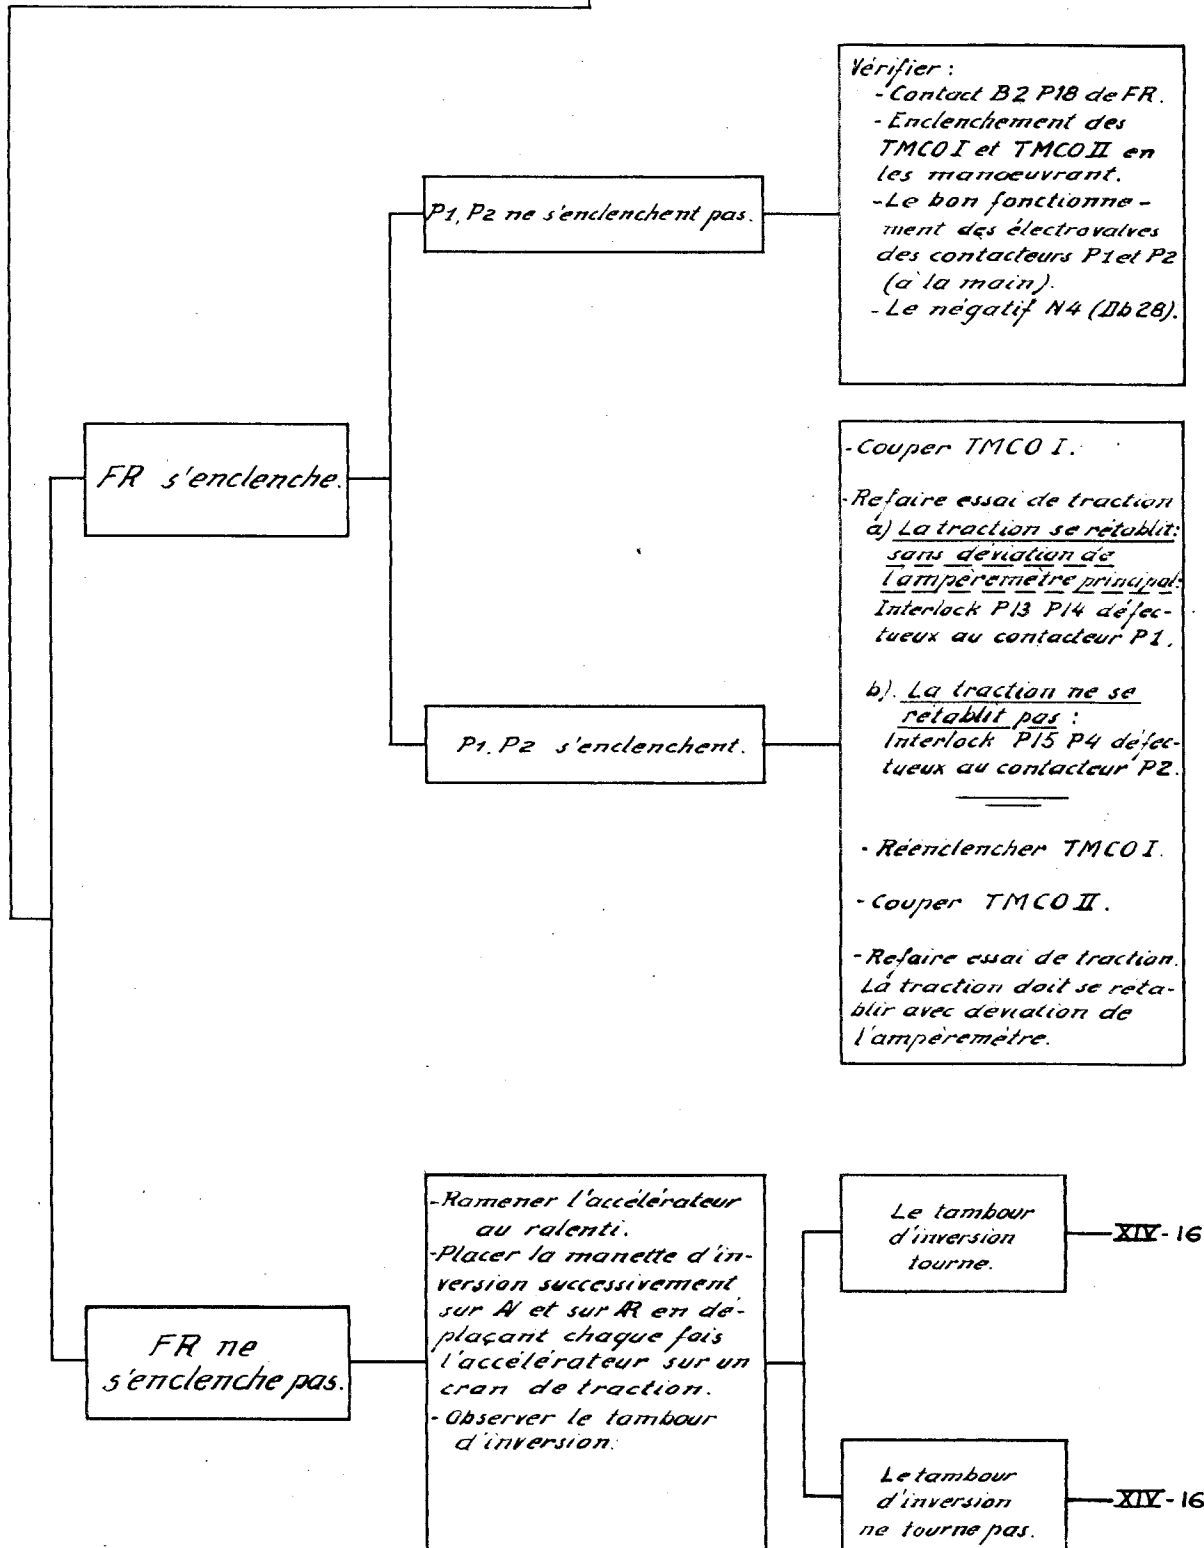 Vérifier :
- Contact B2 P18 de FR.
- Enclenchement des
TMCO I et TMCO II en
les manoeuvrant.
- Le bon fonctionne-
ment des électrovalves
des contacteurs P1 et P2
(à la main).
- Le négatif N4 (Db28).
P1, P2 ne s'enclenchent pas.
FR s'enclenche.
- Couper TMCO I.
- Refaire essai de traction
a) La traction se rétablit:
sans déviation de
l'ampèremètre principal:
Interlock P13 P14 défec-
tueux au contacteur P1.
b). La traction ne se
rétablit pas :
Interlock P15 P4 défec-
tueux au contacteur P2.
P1, P2 s'enclenchent.
- Réenclencher TMCO I.
- Couper TMCO II.
- Refaire essai de traction.
La traction doit se réta-
blir avec déviation de
l'ampèremètre.
FR ne
s'enclenche pas.
- Ramener l'accélérateur
au ralenti.
- Placer la manette d'in-
version successivement
sur AV et sur AR en dé-
plaçant chaque fois
l'accélérateur sur un
cran de traction.
- Observer le tambour
d'inversion.
Le tambour
d'inversion
tourne.
XIV - 16
Le tambour
d'inversion
ne tourne pas.
XIV - 16